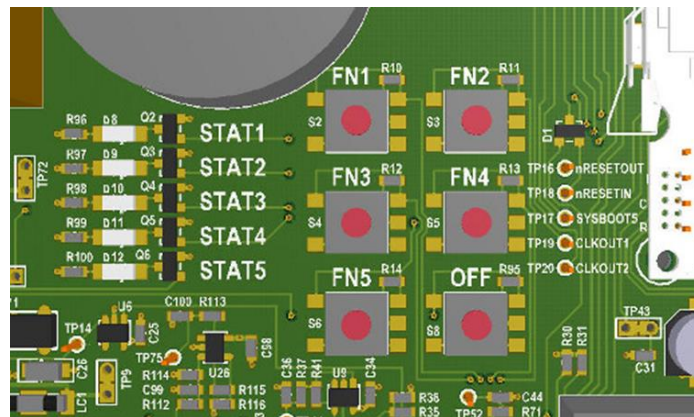 R10
R11
FN1
FN2
R96
D8
Q2
STAT1
S2
S3
D1
R97
D9
Q3
STAT2
TP72
R12
R13
TP16
nRESETOUT
FN3
FN4
R98
D10
Q4
STAT3
TP18
nRESETIN
S4
S5
TP17
SYSBOOT5
R99
D11
Q5
STAT4
TP19
CLKOUT1
R100
D12
Q6
STAT5
FN5
R14
OFF
R95
TP20
CLKOUT2
U6
C100
R113
S6
S8
TP43
TP14
C25
C98
R30
R31
TP75
C26
TP9
R114
U26
C36
R37
R41
U9
C34
C31
C99
R115
LC1
R112
R116
R36
R35
TP52
C44
R71